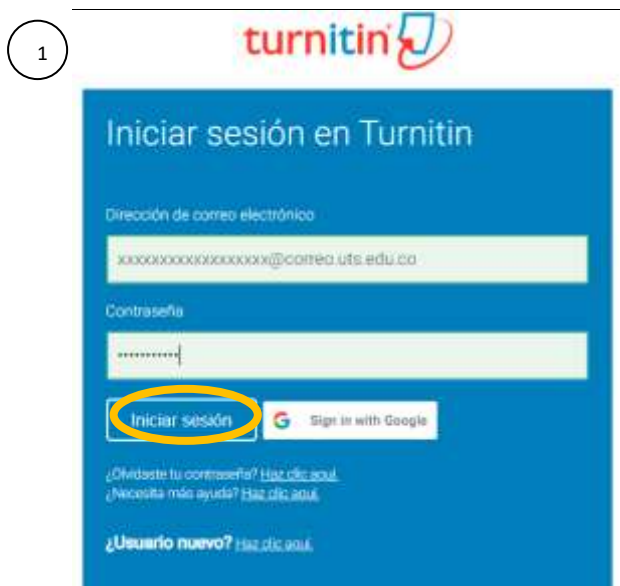 1
turnitin
Iniciar sesión en Turnitin
Dirección de correo electrónico
xxxxxxxxxxxxxxxxxx@correo.uts.edu.co
Contraseña
•••••••••••
Iniciar sesión
Sign in with Google
¿Olvidaste tu contraseña? Haz clic aquí.
¿Necesita más ayuda? Haz clic aquí.
¿Usuario nuevo? Haz clic aquí.